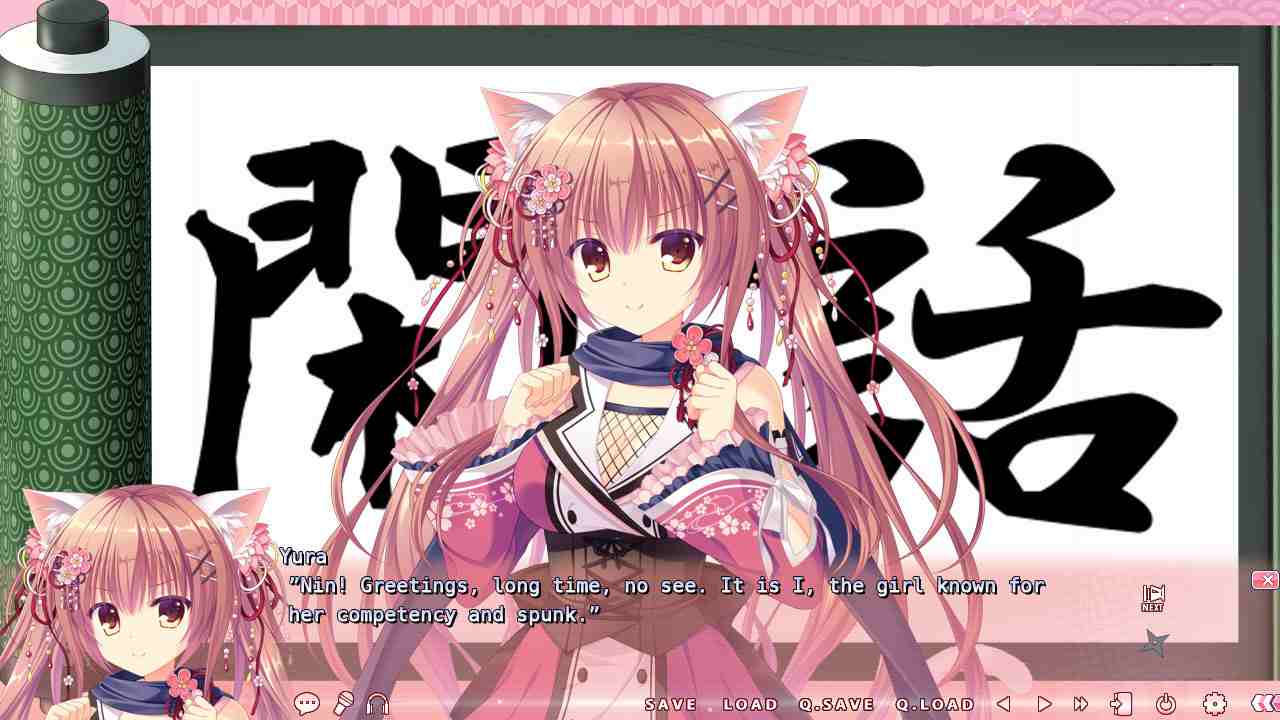 閑話
Yura
"Nin! Greetings, long time, no see. It is I, the girl known for
her competency and spunk."
NEXT
SAVE LOAD Q.SAVE Q.LOAD